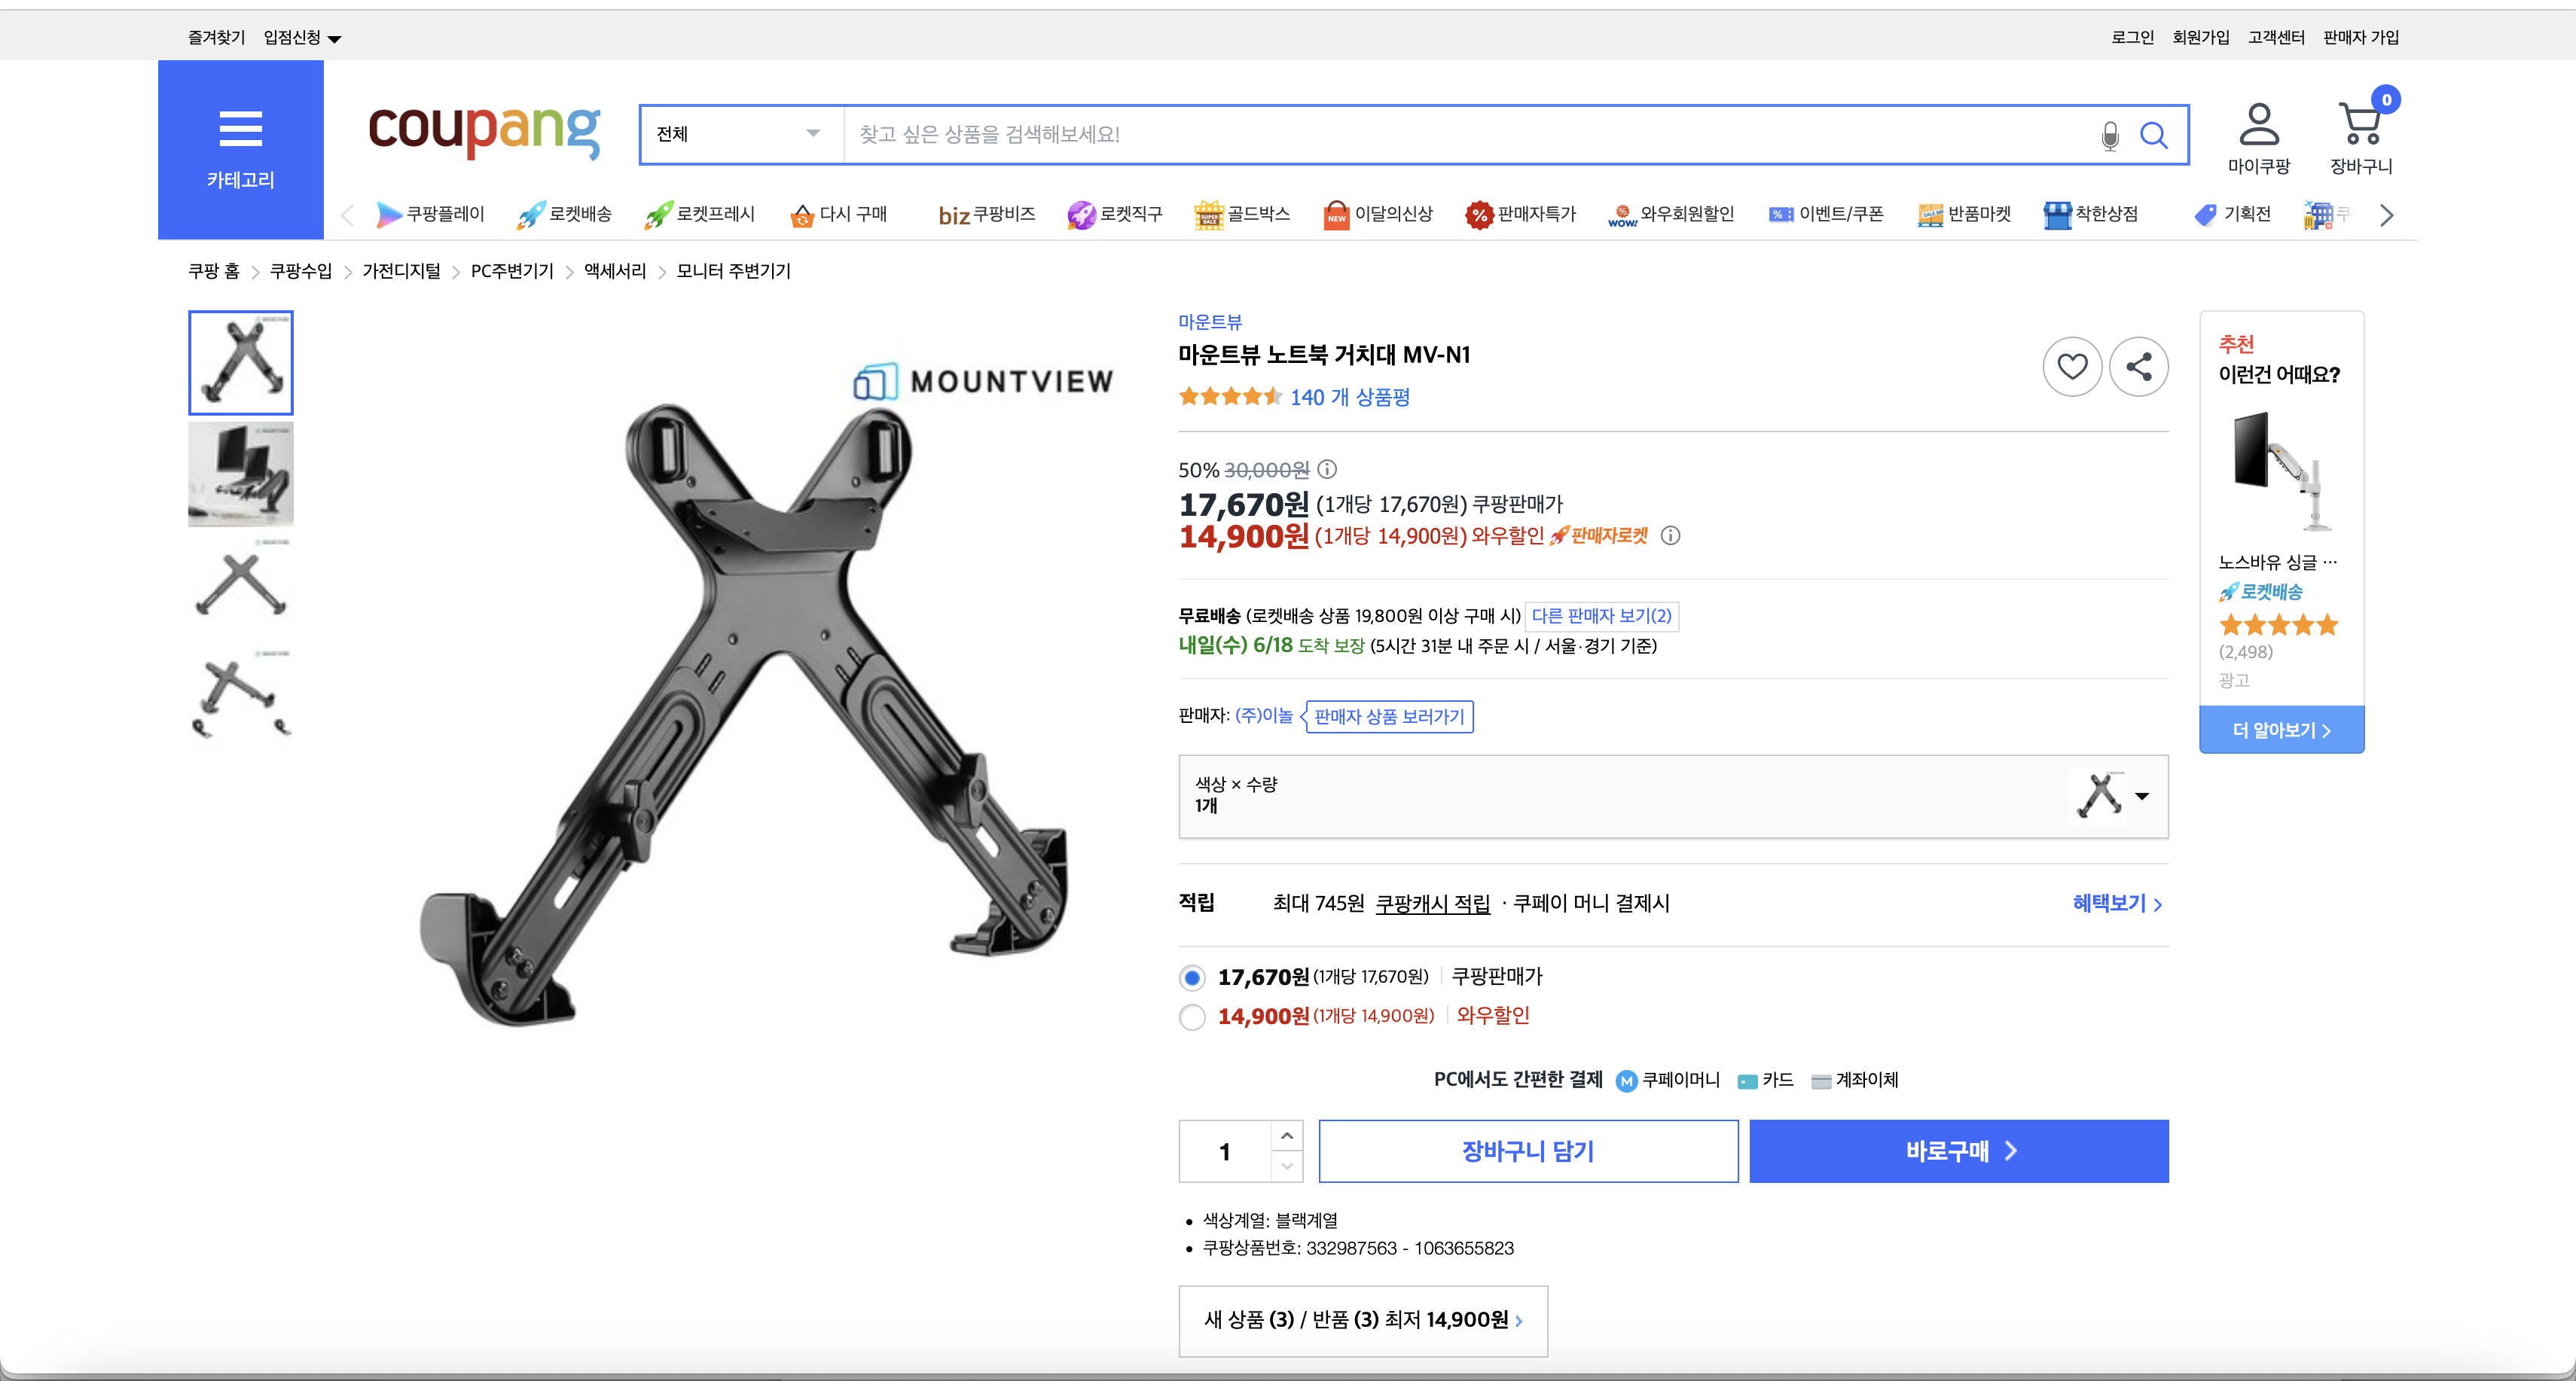 즐겨찾기 입점신청
로그인 회원가입 고객센터 판매자 가입
카테고리
coupang
전체
찾고 싶은 상품을 검색해보세요!
0
마이쿠팡
장바구니
쿠팡플레이 로켓배송 로켓프레시 다시 구매 biz 쿠팡비즈 로켓직구 SUPER SALE 골드박스 NEW 이달의신상 % 판매자특가 % WOW! 와우회원할인 % 이벤트/쿠폰 반품마켓 착한상점 기획전 쿠
쿠팡 홈 > 쿠팡수입 > 가전디지털 > PC주변기기 > 액세서리 > 모니터 주변기기
MOUNTVIEW
마운트뷰
마운트뷰 노트북 거치대 MV-N1
140 개 상품평
50% 30,000원
17,670원 (1개당 17,670원) 쿠팡판매가
14,900원 (1개당 14,900원) 와우할인 판매자로켓
무료배송 (로켓배송 상품 19,800원 이상 구매 시) 다른 판매자 보기(2)
내일(수) 6/18 도착 보장 (5시간 31분 내 주문 시 / 서울·경기 기준)
판매자: (주)이놀 판매자 상품 보러가기
색상 × 수량
1개
적립 최대 745원 쿠팡캐시 적립 · 쿠페이 머니 결제시 혜택보기 >
17,670원 (1개당 17,670원) 쿠팡판매가
14,900원 (1개당 14,900원) 와우할인
PC에서도 간편한 결제 M 쿠페이머니 카드 계좌이체
1 장바구니 담기 바로구매 >
• 색상계열: 블랙계열
• 쿠팡상품번호: 332987563 - 1063655823
새 상품 (3) / 반품 (3) 최저 14,900원 >
추천
이런건 어때요?
노스바유 싱글 ...
로켓배송
(2,498)
광고
더 알아보기 >